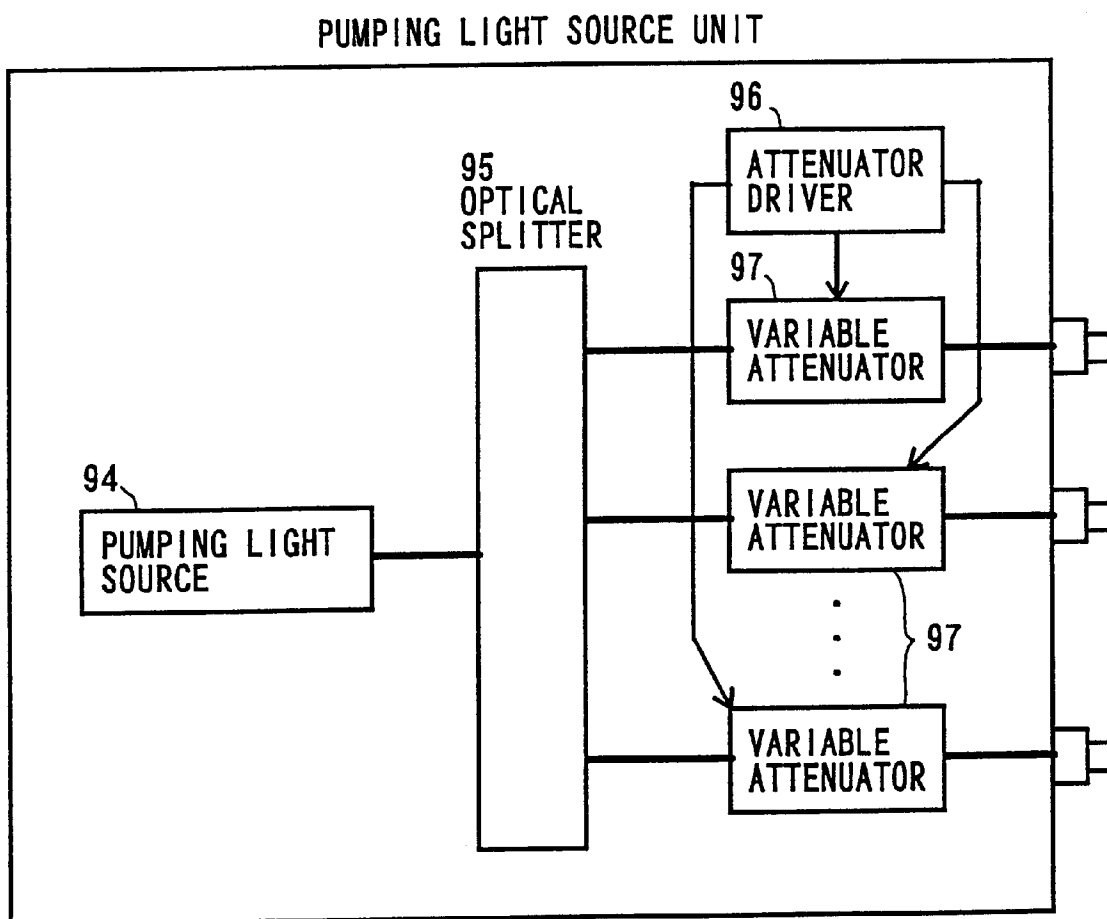 PUMPING LIGHT SOURCE UNIT
96
ATTENUATOR
DRIVER
95
OPTICAL
SPLITTER
97
VARIABLE
ATTENUATOR
94
PUMPING LIGHT
SOURCE
VARIABLE
ATTENUATOR
97
VARIABLE
ATTENUATOR